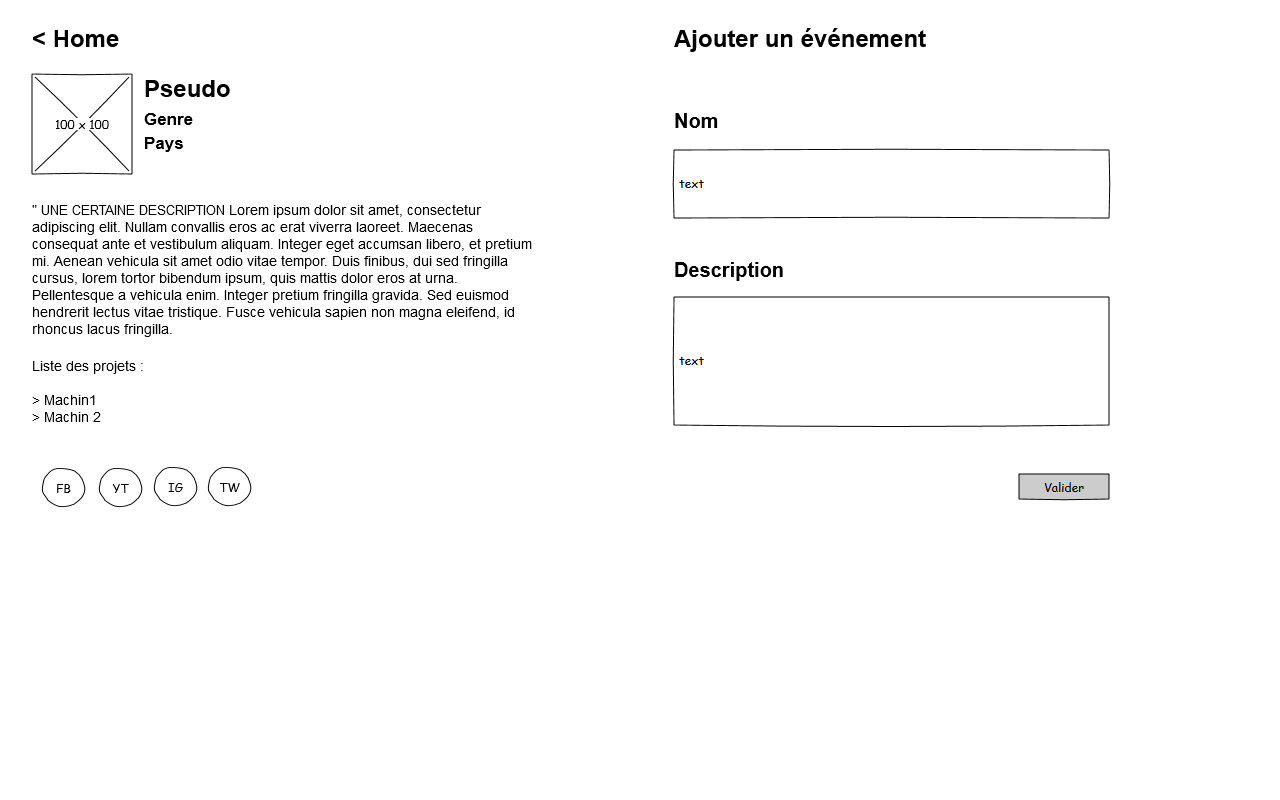 < Home
Pseudo
Genre
Pays
100 x 100
" UNE CERTAINE DESCRIPTION Lorem ipsum dolor sit amet, consectetur
adipiscing elit. Nullam convallis eros ac erat viverra laoreet. Maecenas
consequat ante et vestibulum aliquam. Integer eget accumsan libero, et pretium
mi. Aenean vehicula sit amet odio vitae tempor. Duis finibus, dui sed fringilla
cursus, lorem tortor bibendum ipsum, quis mattis dolor eros at urna.
Pellentesque a vehicula enim. Integer pretium fringilla gravida. Sed euismod
hendrerit lectus vitae tristique. Fusce vehicula sapien non magna eleifend, id
rhoncus lacus fringilla.
Liste des projets :
> Machin1
> Machin 2
FB YT IG TW
Ajouter un événement
Nom
text
Description
text
Valider